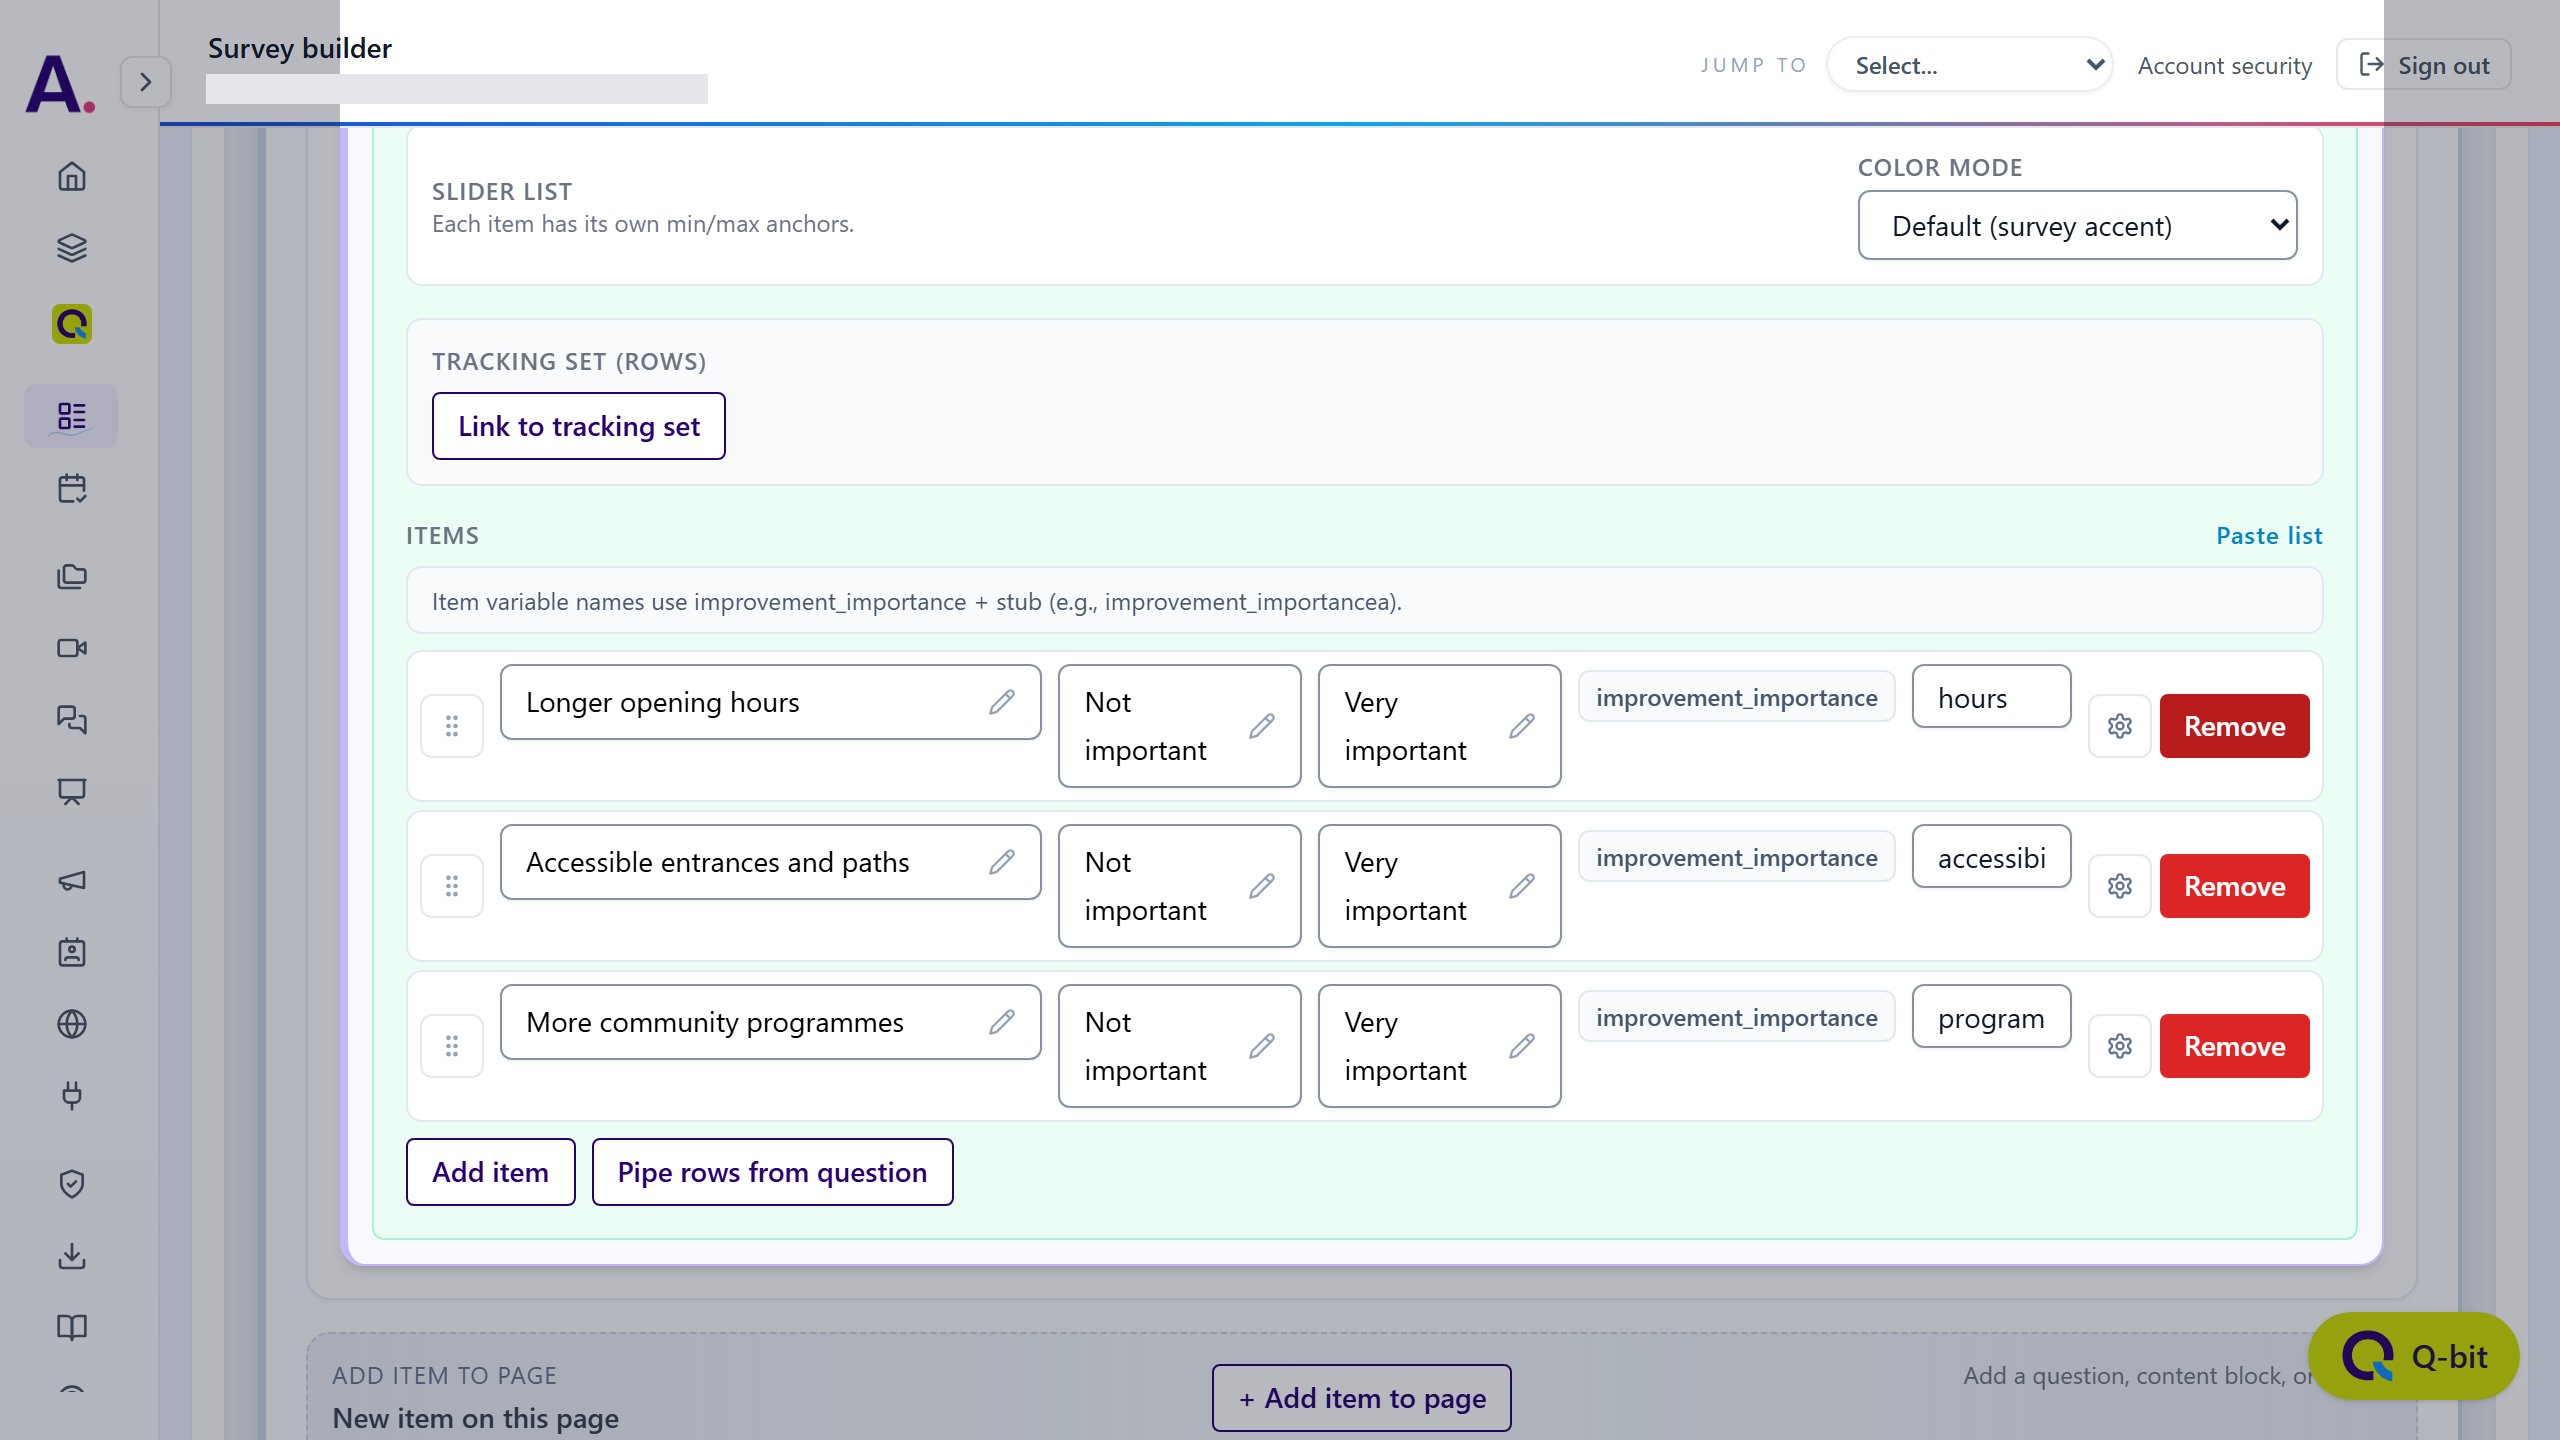 A.
Survey builder
JUMP TO
Select...
Account security
Sign out
SLIDER LIST
Each item has its own min/max anchors.
COLOR MODE
Default (survey accent)
TRACKING SET (ROWS)
Link to tracking set
ITEMS
Paste list
Item variable names use improvement_importance + stub (e.g., improvement_importancea).
Longer opening hours
Not
important
Very
important
improvement_importance
hours
Remove
Accessible entrances and paths
Not
important
Very
important
improvement_importance
accessibi
Remove
More community programmes
Not
important
Very
important
improvement_importance
program
Remove
Add item
Pipe rows from question
ADD ITEM TO PAGE
New item on this page
+ Add item to page
Add a question, content block, or
Q-bit